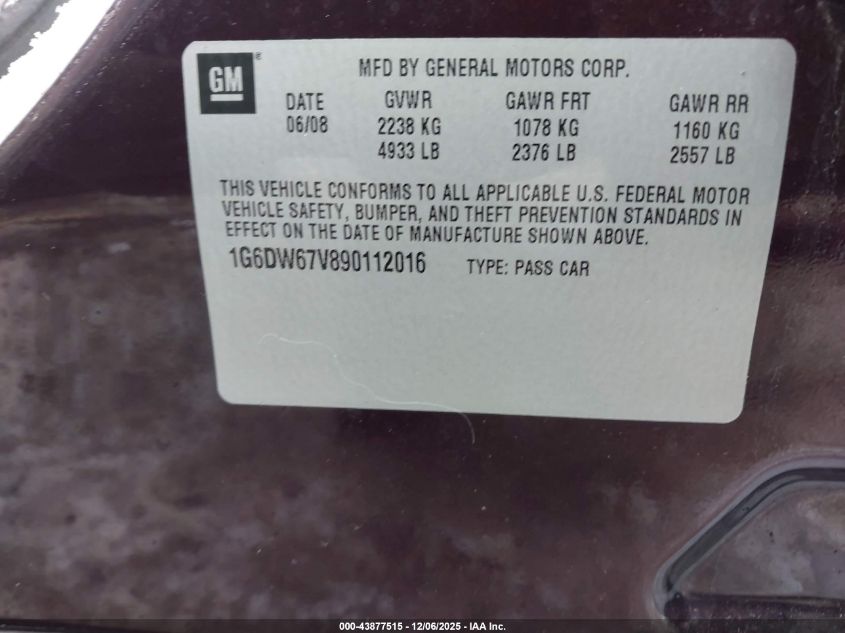 GM®
MFD BY GENERAL MOTORS CORP.
DATE GVWR GAWR FRT GAWR RR
06/08 2238 KG 1078 KG 1160 KG
4933 LB 2376 LB 2557 LB
THIS VEHICLE CONFORMS TO ALL APPLICABLE U.S. FEDERAL MOTOR
VEHICLE SAFETY, BUMPER, AND THEFT PREVENTION STANDARDS IN
EFFECT ON THE DATE OF MANUFACTURE SHOWN ABOVE.
1G6DW67V890112016 TYPE: PASS CAR
000-43877515 - 12/06/2025 - IAA Inc.